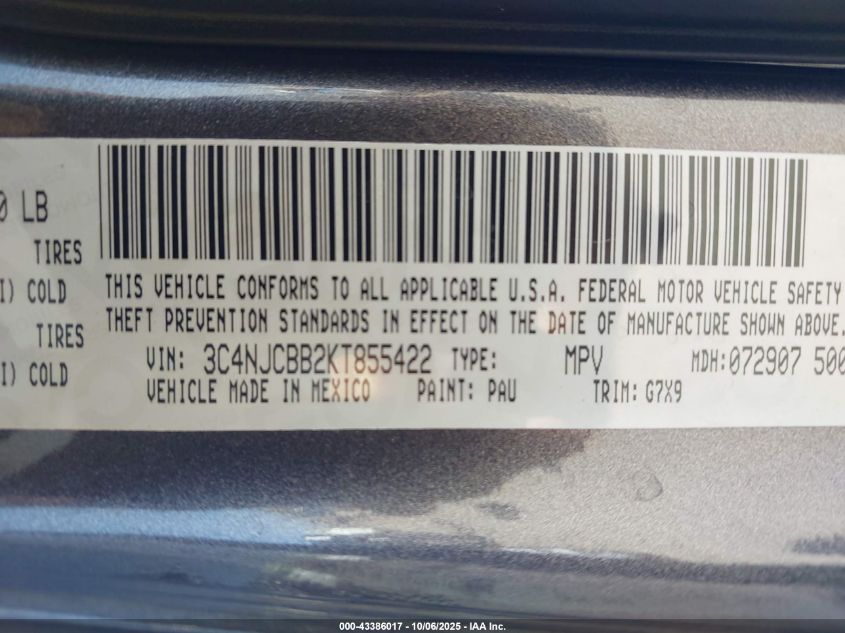 0 LB
TIRES
I) COLD
TIRES
I) COLD
THIS VEHICLE CONFORMS TO ALL APPLICABLE U.S.A. FEDERAL MOTOR VEHICLE SAFETY
THEFT PREVENTION STANDARDS IN EFFECT ON THE DATE OF MANUFACTURE SHOWN ABOVE.
VIN: 3C4NJCBB2KT855422 TYPE: MPV MDH:072907 500
VEHICLE MADE IN MEXICO PAINT: PAU TRIM: G7X9
000-43386017 - 10/06/2025 - IAA Inc.